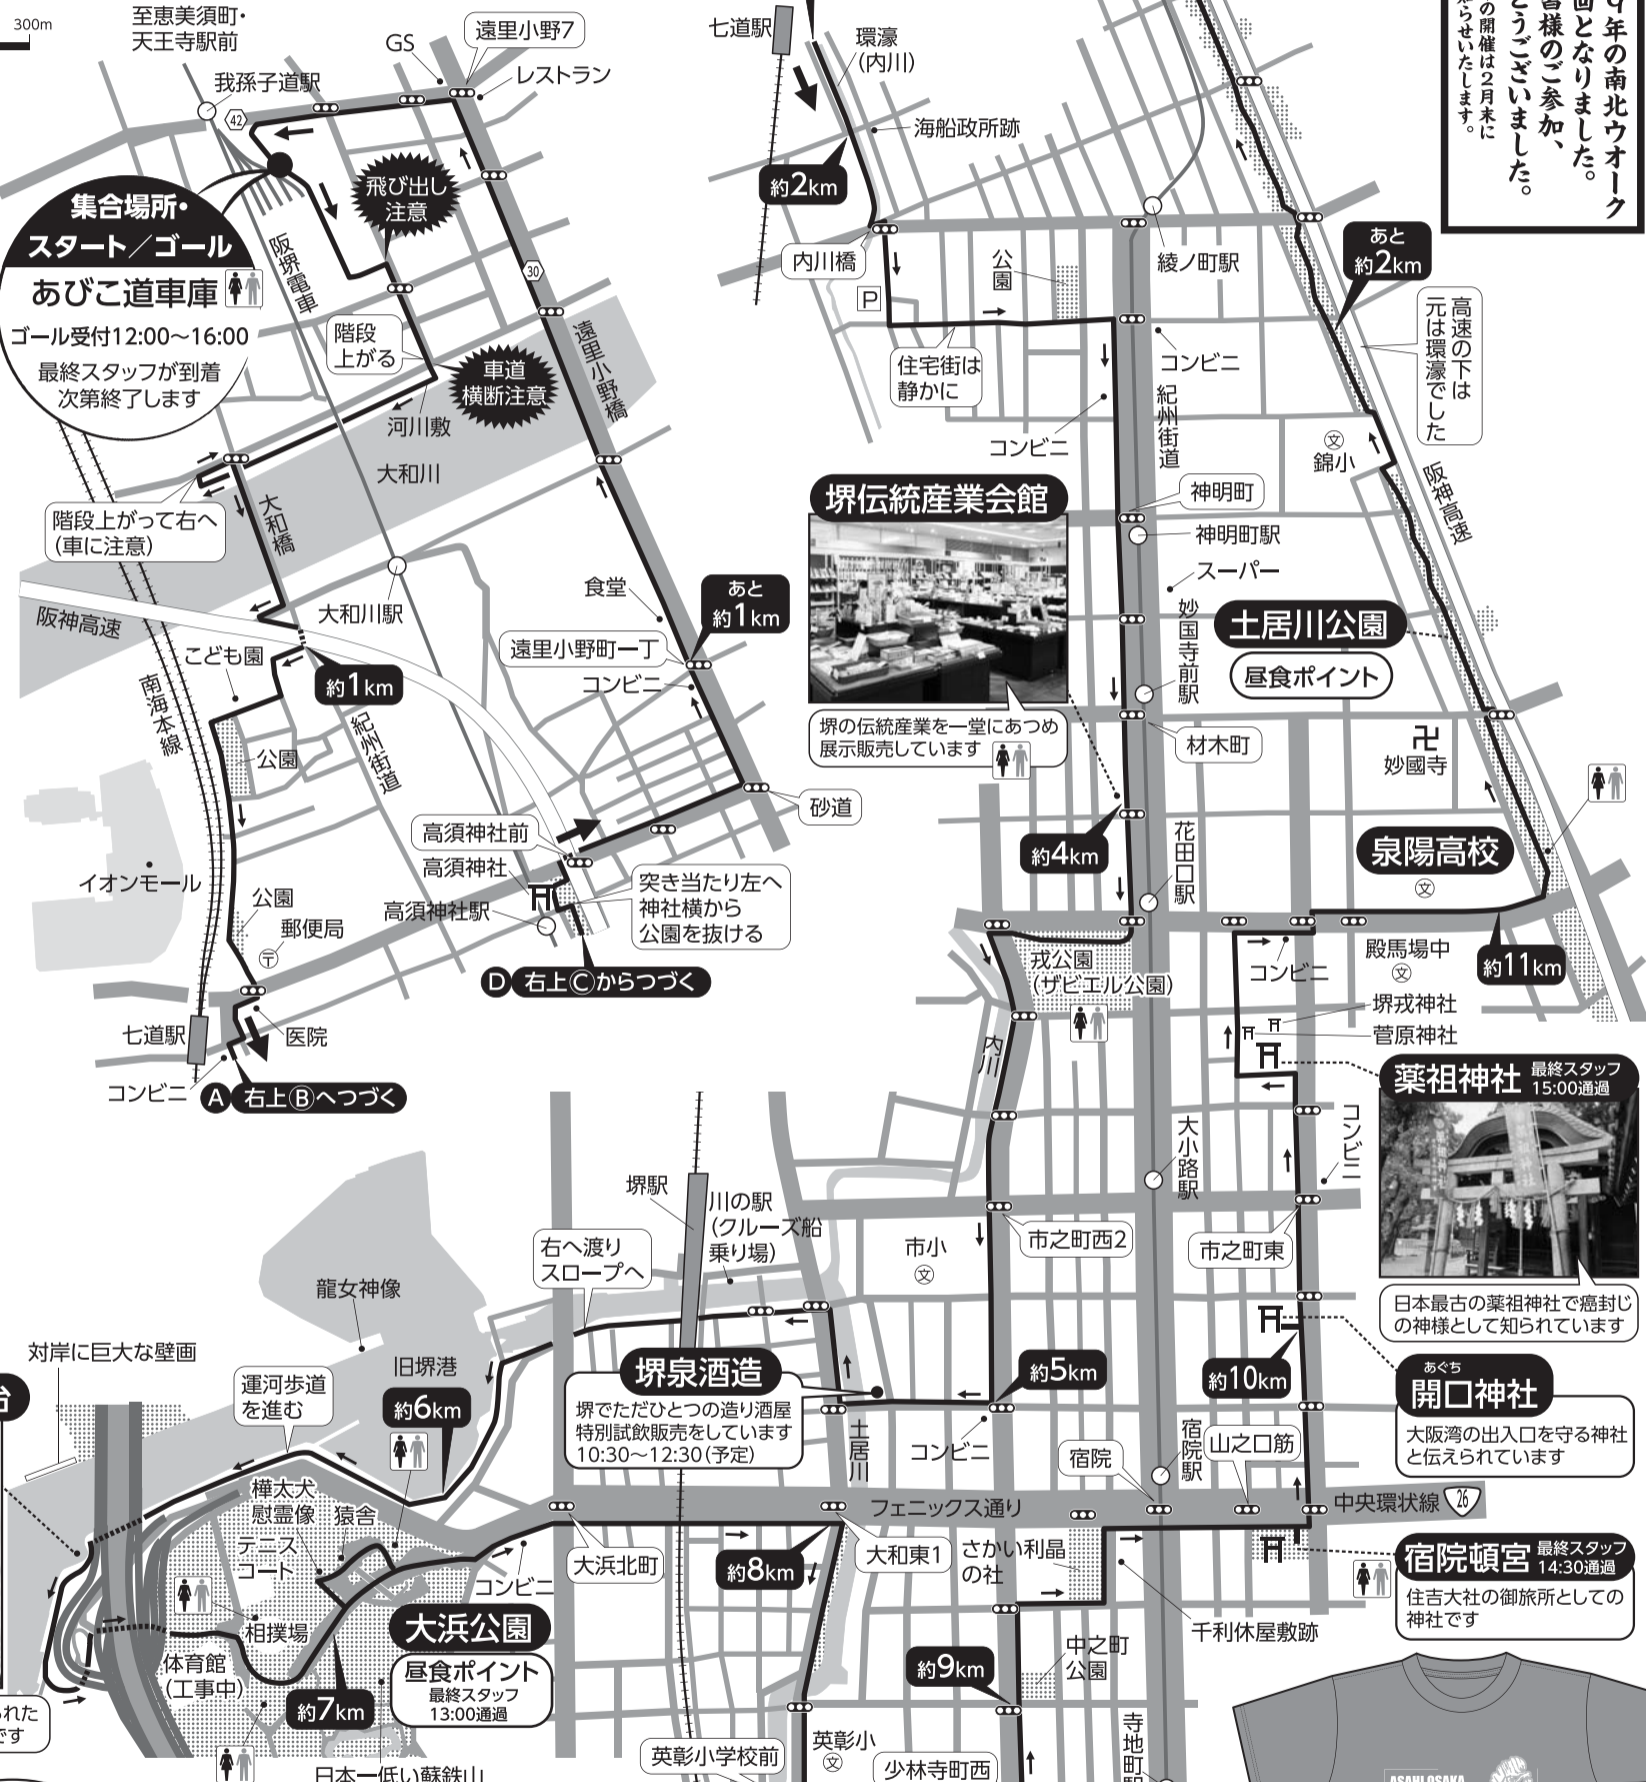 300m
至恵美須町・
天王寺駅前
GS
遠里小野7
レストラン
我孫子道駅
42
飛び出し
注意
集合場所・
スタート／ゴール
あびこ道車庫
ゴール受付12:00〜16:00
最終スタッフが到着
次第終了します
阪堺電車
30
階段
上がる
車道
横断注意
遠里小野橋
河川敷
大和川
大和橋
階段上がって右へ
(車に注意)
阪神高速
大和川駅
食堂
あと
約1km
遠里小野町一丁
コンビニ
こども園
約1km
南海本線
紀州街道
公園
砂道
高須神社前
高須神社
高須神社駅
突き当たり左へ
神社横から
公園を抜ける
イオンモール
公園
郵便局
〒
D 右上Ⓒからつづく
七道駅
医院
コンビニ
A 右上Ⓑへつづく
七道駅
環濠
(内川)
海船政所跡
約2km
内川橋
P
公園
綾ノ町駅
住宅街は
静かに
コンビニ
コンビニ
紀州街道
9年の南北ウオーク
回となりました。
皆様のご参加、
とうございました。
の開催は2月末に
らせいたします。
あと
約2km
高速の下は
元は環濠でした
文
錦小
阪神高速
堺伝統産業会館
堺の伝統産業を一堂にあつめ
展示販売しています
神明町
神明町駅
スーパー
妙国寺前駅
土居川公園
昼食ポイント
材木町
卍
妙國寺
約4km
花田口駅
泉陽高校
文
戎公園
(ザビエル公園)
コンビニ
殿馬場中
文
約11km
堺戎神社
菅原神社
内川
薬祖神社 最終スタッフ
15:00通過
日本最古の薬祖神社で癌封じ
の神様として知られています
コンビニ
大小路駅
市之町西2
市之町東
市小
文
堺駅
川の駅
(クルーズ船
乗り場)
右へ渡り
スロープへ
龍女神像
対岸に巨大な壁画
台
旧堺港
運河歩道
を進む
約6km
堺泉酒造
堺でただひとつの造り酒屋
特別試飲販売をしています
10:30〜12:30(予定)
約5km
約10km
あぐち
開口神社
大阪湾の出入口を守る神社
と伝えられています
土居川
コンビニ
宿院
宿院駅
山之口筋
フェニックス通り
中央環状線
26
樺太犬
慰霊像
猿舎
テニス
コート
コンビニ
大浜北町
約8km
大和東1
さかい利晶
の杜
宿院頓宮 最終スタッフ
14:30通過
住吉大社の御旅所としての
神社です
千利休屋敷跡
相撲場
体育館
(工事中)
大浜公園
昼食ポイント
最終スタッフ
13:00通過
約7km
約9km
中之町
公園
られた
です
日本一低い蘇鉄山
英彰小学校前
英彰小
文
少林寺町西
寺地町駅
ASAHI OSAKA